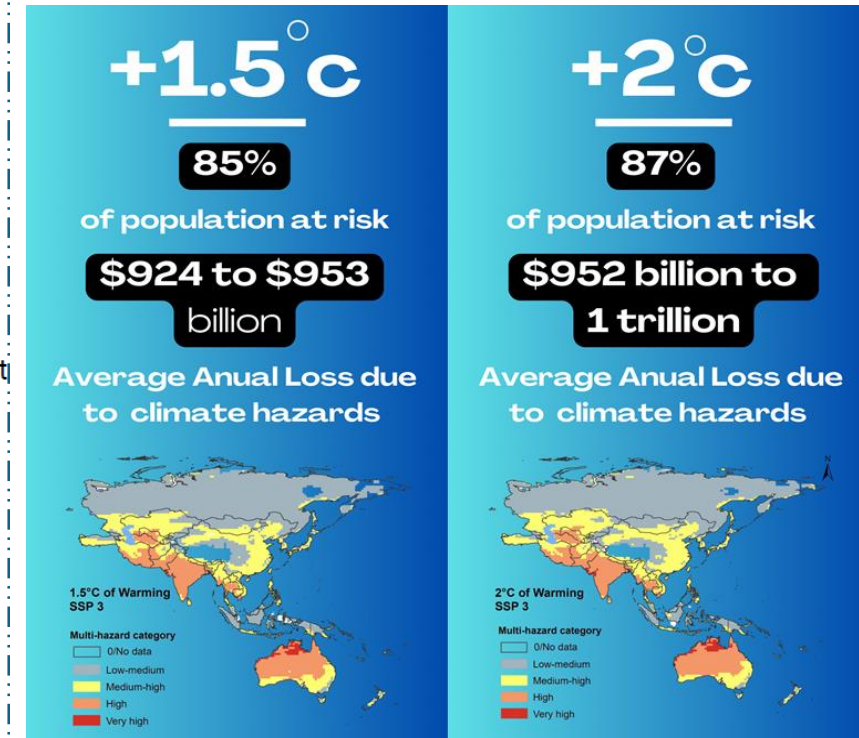 +1.5°c
85%
of population at risk
$924 to $953
billion
Average Anual Loss due
to climate hazards
1.5°C of Warming
SSP 3
Multi-hazard category
0/No data
Low-medium
Medium-high
High
Very high
+2°c
87%
of population at risk
$952 billion to
1 trillion
Average Anual Loss due
to climate hazards
N
2°C of Warming
SSP 3
Multi-hazard category
0/No data
Low-medium
Medium-high
High
Very high
t